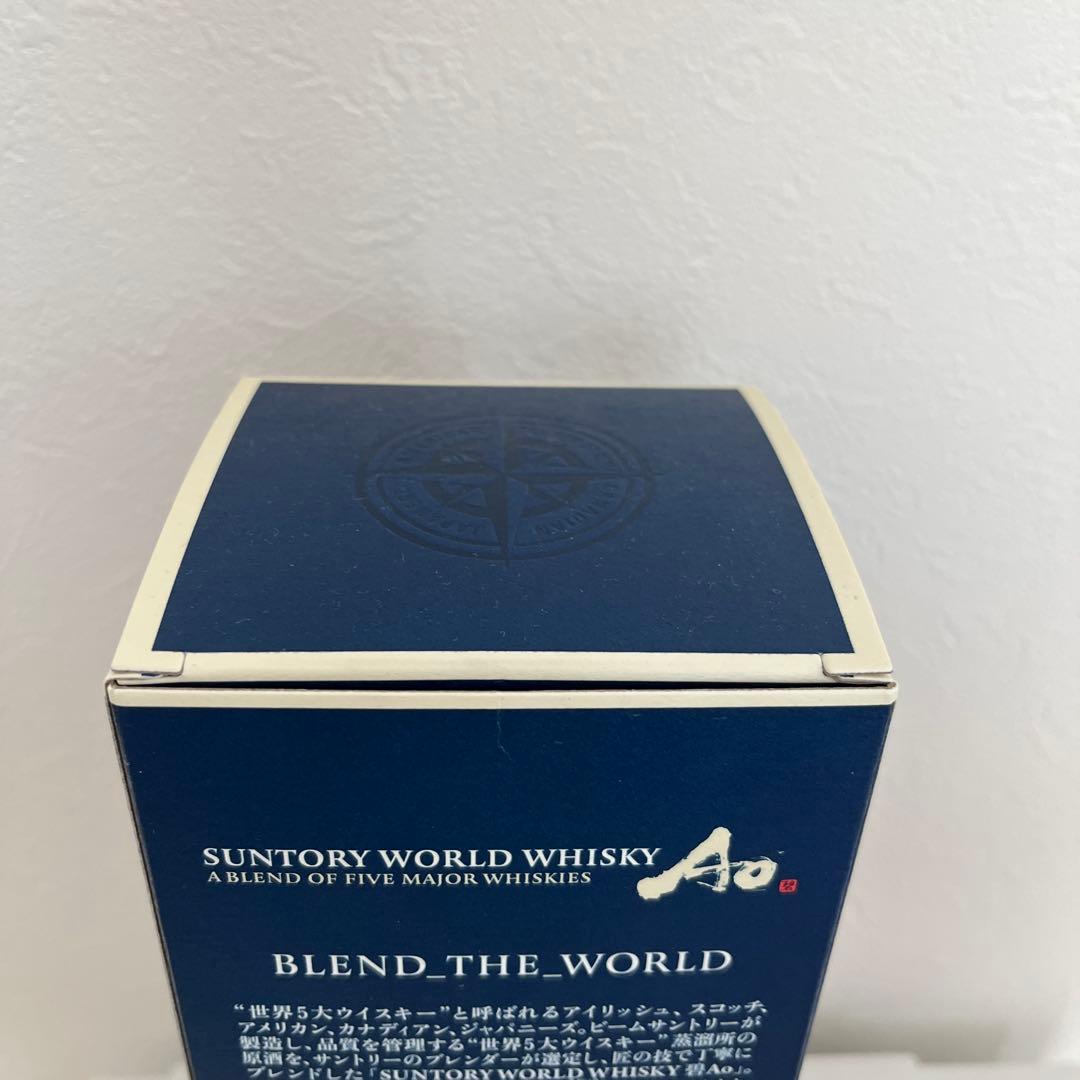 SUNTORY WORLD WHISKY Ao 碧
A BLEND OF FIVE MAJOR WHISKIES
BLEND_THE_WORLD
“世界5大ウイスキー”と呼ばれるアイリッシュ、スコッチ、
アメリカン、カナディアン、ジャパニーズ。ビームサントリーが
製造し、品質を管理する“世界5大ウイスキー”蒸溜所の
原酒を、サントリーのブレンダーが選定し、匠の技で丁寧に
ブレンドした「SUNTORY WORLD WHISKY 碧Ao」。